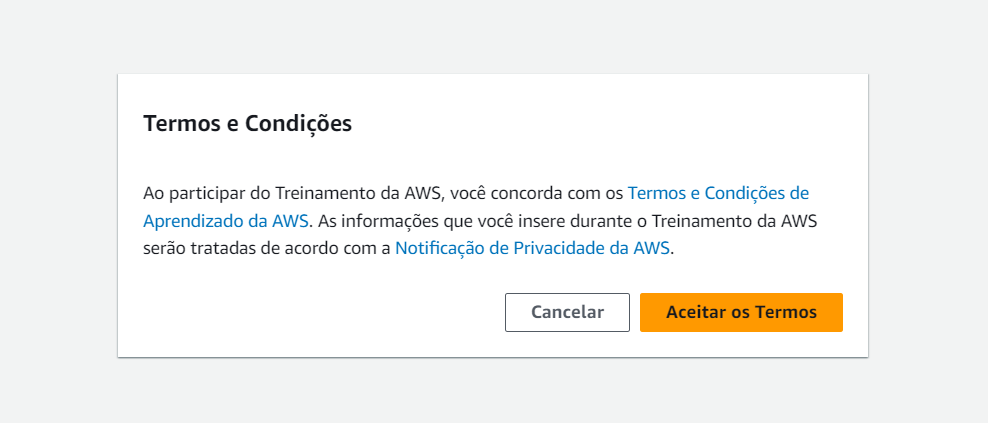 Termos e Condições
Ao participar do Treinamento da AWS, você concorda com os Termos e Condições de
Aprendizado da AWS. As informações que você insere durante o Treinamento da AWS
serão tratadas de acordo com a Notificação de Privacidade da AWS.
Cancelar
Aceitar os Termos